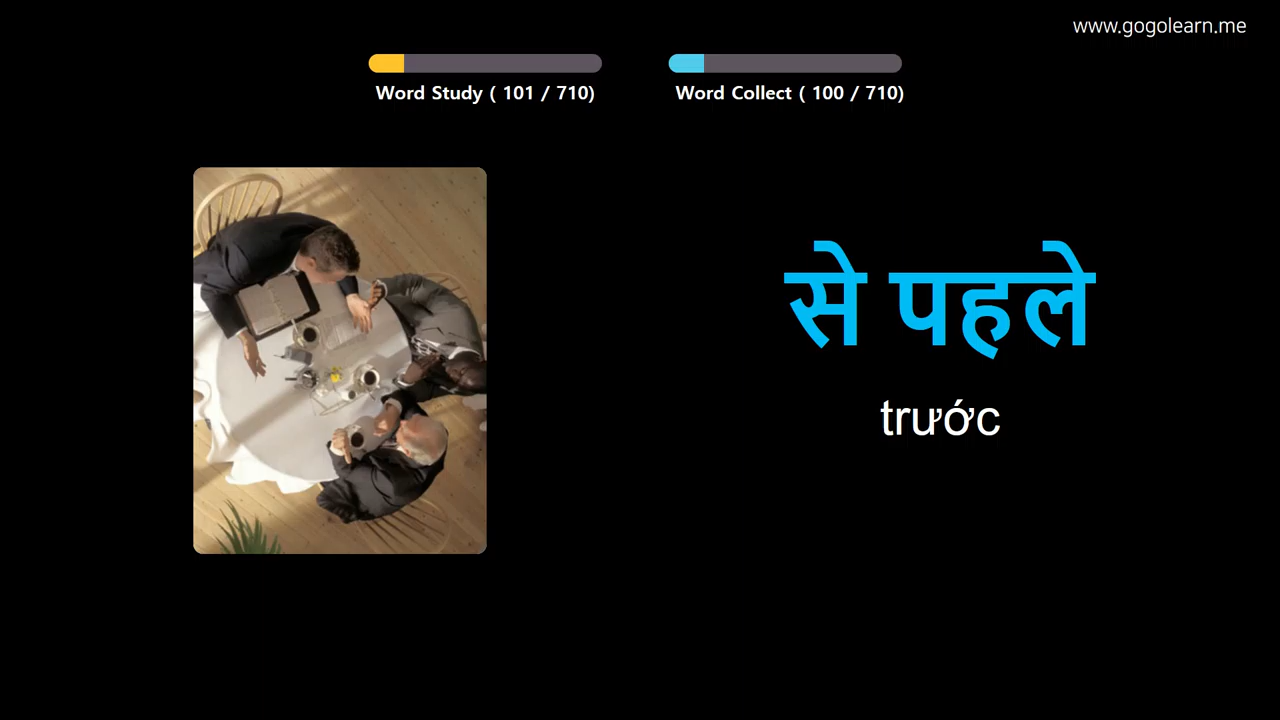 www.gogolearn.me
Word Study ( 101 / 710)
Word Collect ( 100 / 710)
से पहले
trước